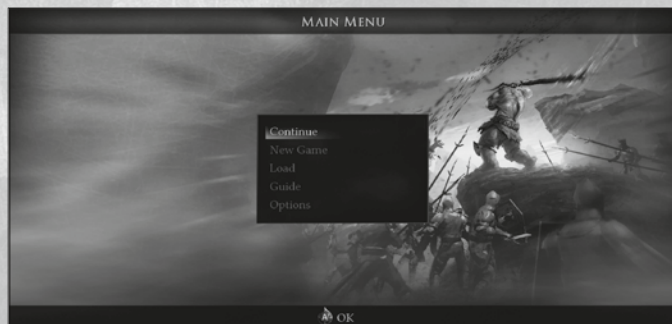 MAIN MENU
Continue
New Game
Load
Guide
Options
A OK